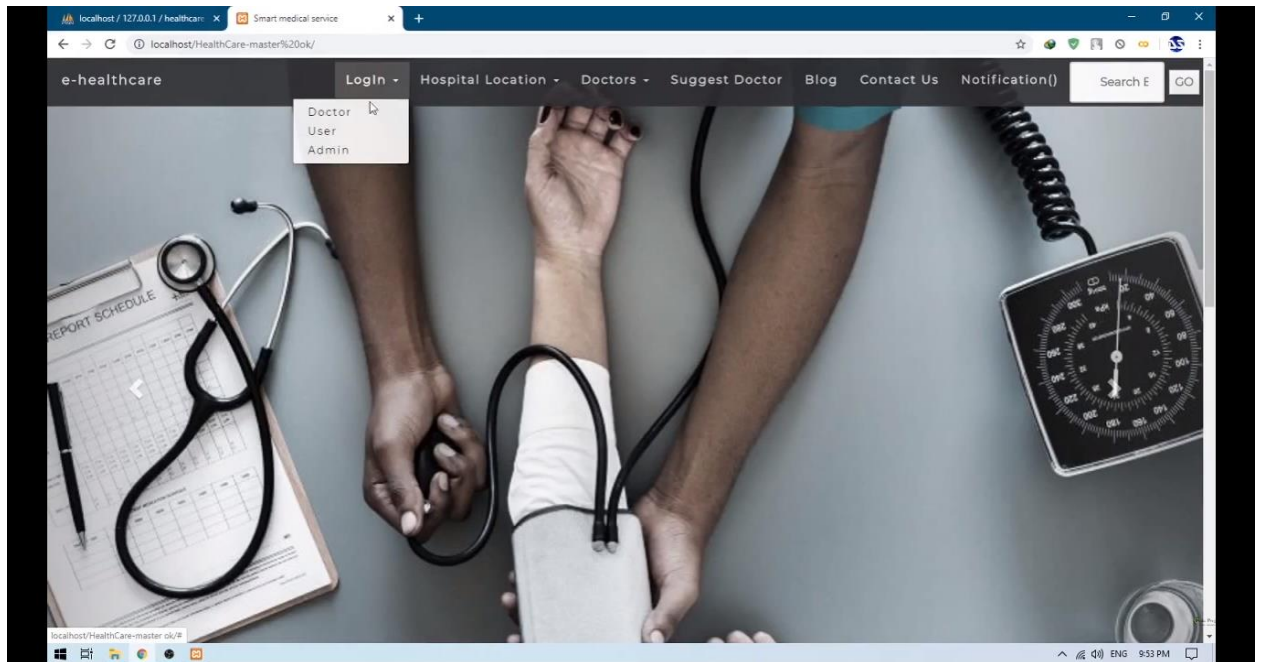 localhost / 127.0.0.1 / healthcare
Smart medical service
localhost/HealthCare-master%20ok/
e-healthcare
LogIn
Hospital Location
Doctors
Suggest Doctor
Blog
Contact Us
Notification()
Search E
GO
Doctor
User
Admin
REPORT SCHEDULE
localhost/HealthCare-master ok/#
ENG
9:53 PM